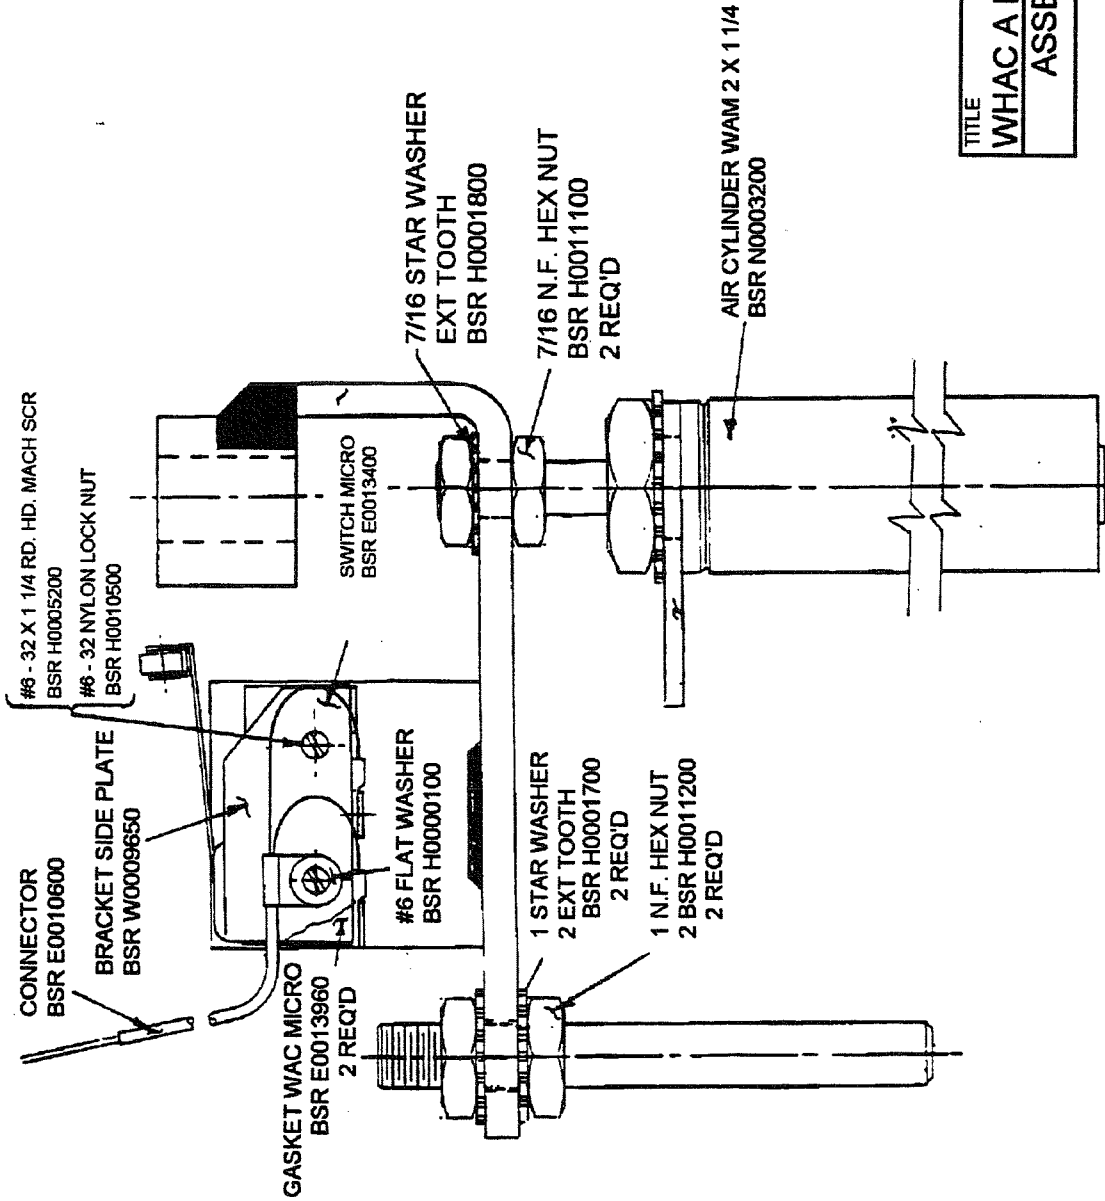 #6 - 32 X 1 1/4 RD. HD. MACH SCR
BSR H0005200
#6 - 32 NYLON LOCK NUT
BSR H0010500
CONNECTOR
BSR E0010600
BRACKET SIDE PLATE
BSR W0009650
SWITCH MICRO
BSR E0013400
7/16 STAR WASHER
EXT TOOTH
BSR H0001800
7/16 N.F. HEX NUT
BSR H0011100
2 REQ'D
AIR CYLINDER WAM 2 X 1 1/4
BSR N0003200
#6 FLAT WASHER
BSR H0000100
GASKET WAC MICRO
BSR E0013960
2 REQ'D
1 STAR WASHER
2 EXT TOOTH
BSR H0001700
2 REQ'D
1 N.F. HEX NUT
2 BSR H0011200
2 REQ'D
TITLE
WHAC A
ASSE